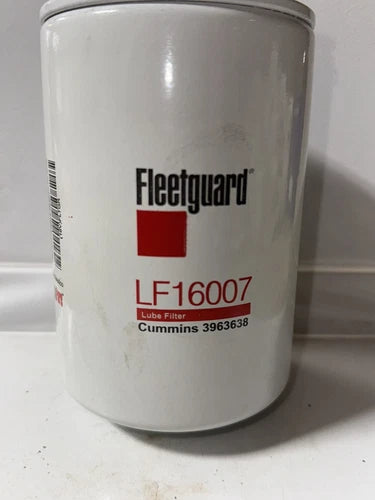 Fleetguard®
LF16007
Lube Filter
Cummins 3963638